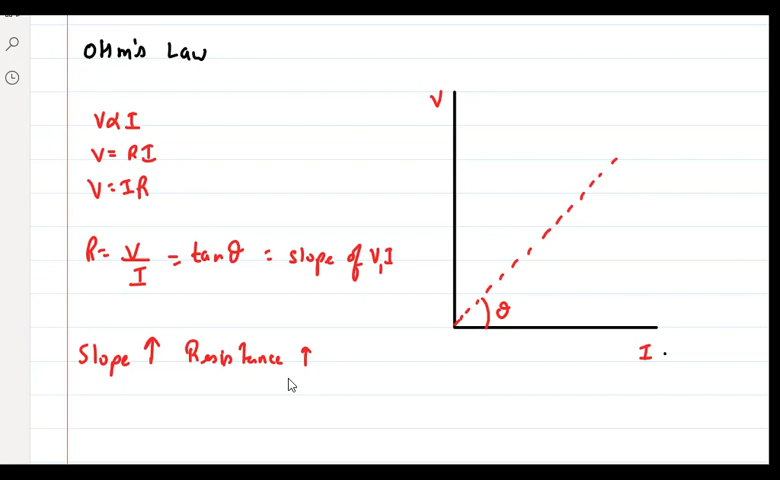 OHm's Law
V
V∝I
V= RI
V=IR
R= V/I = tanθ = slope of V,I
θ
Slope ↑ Resistance ↑
I